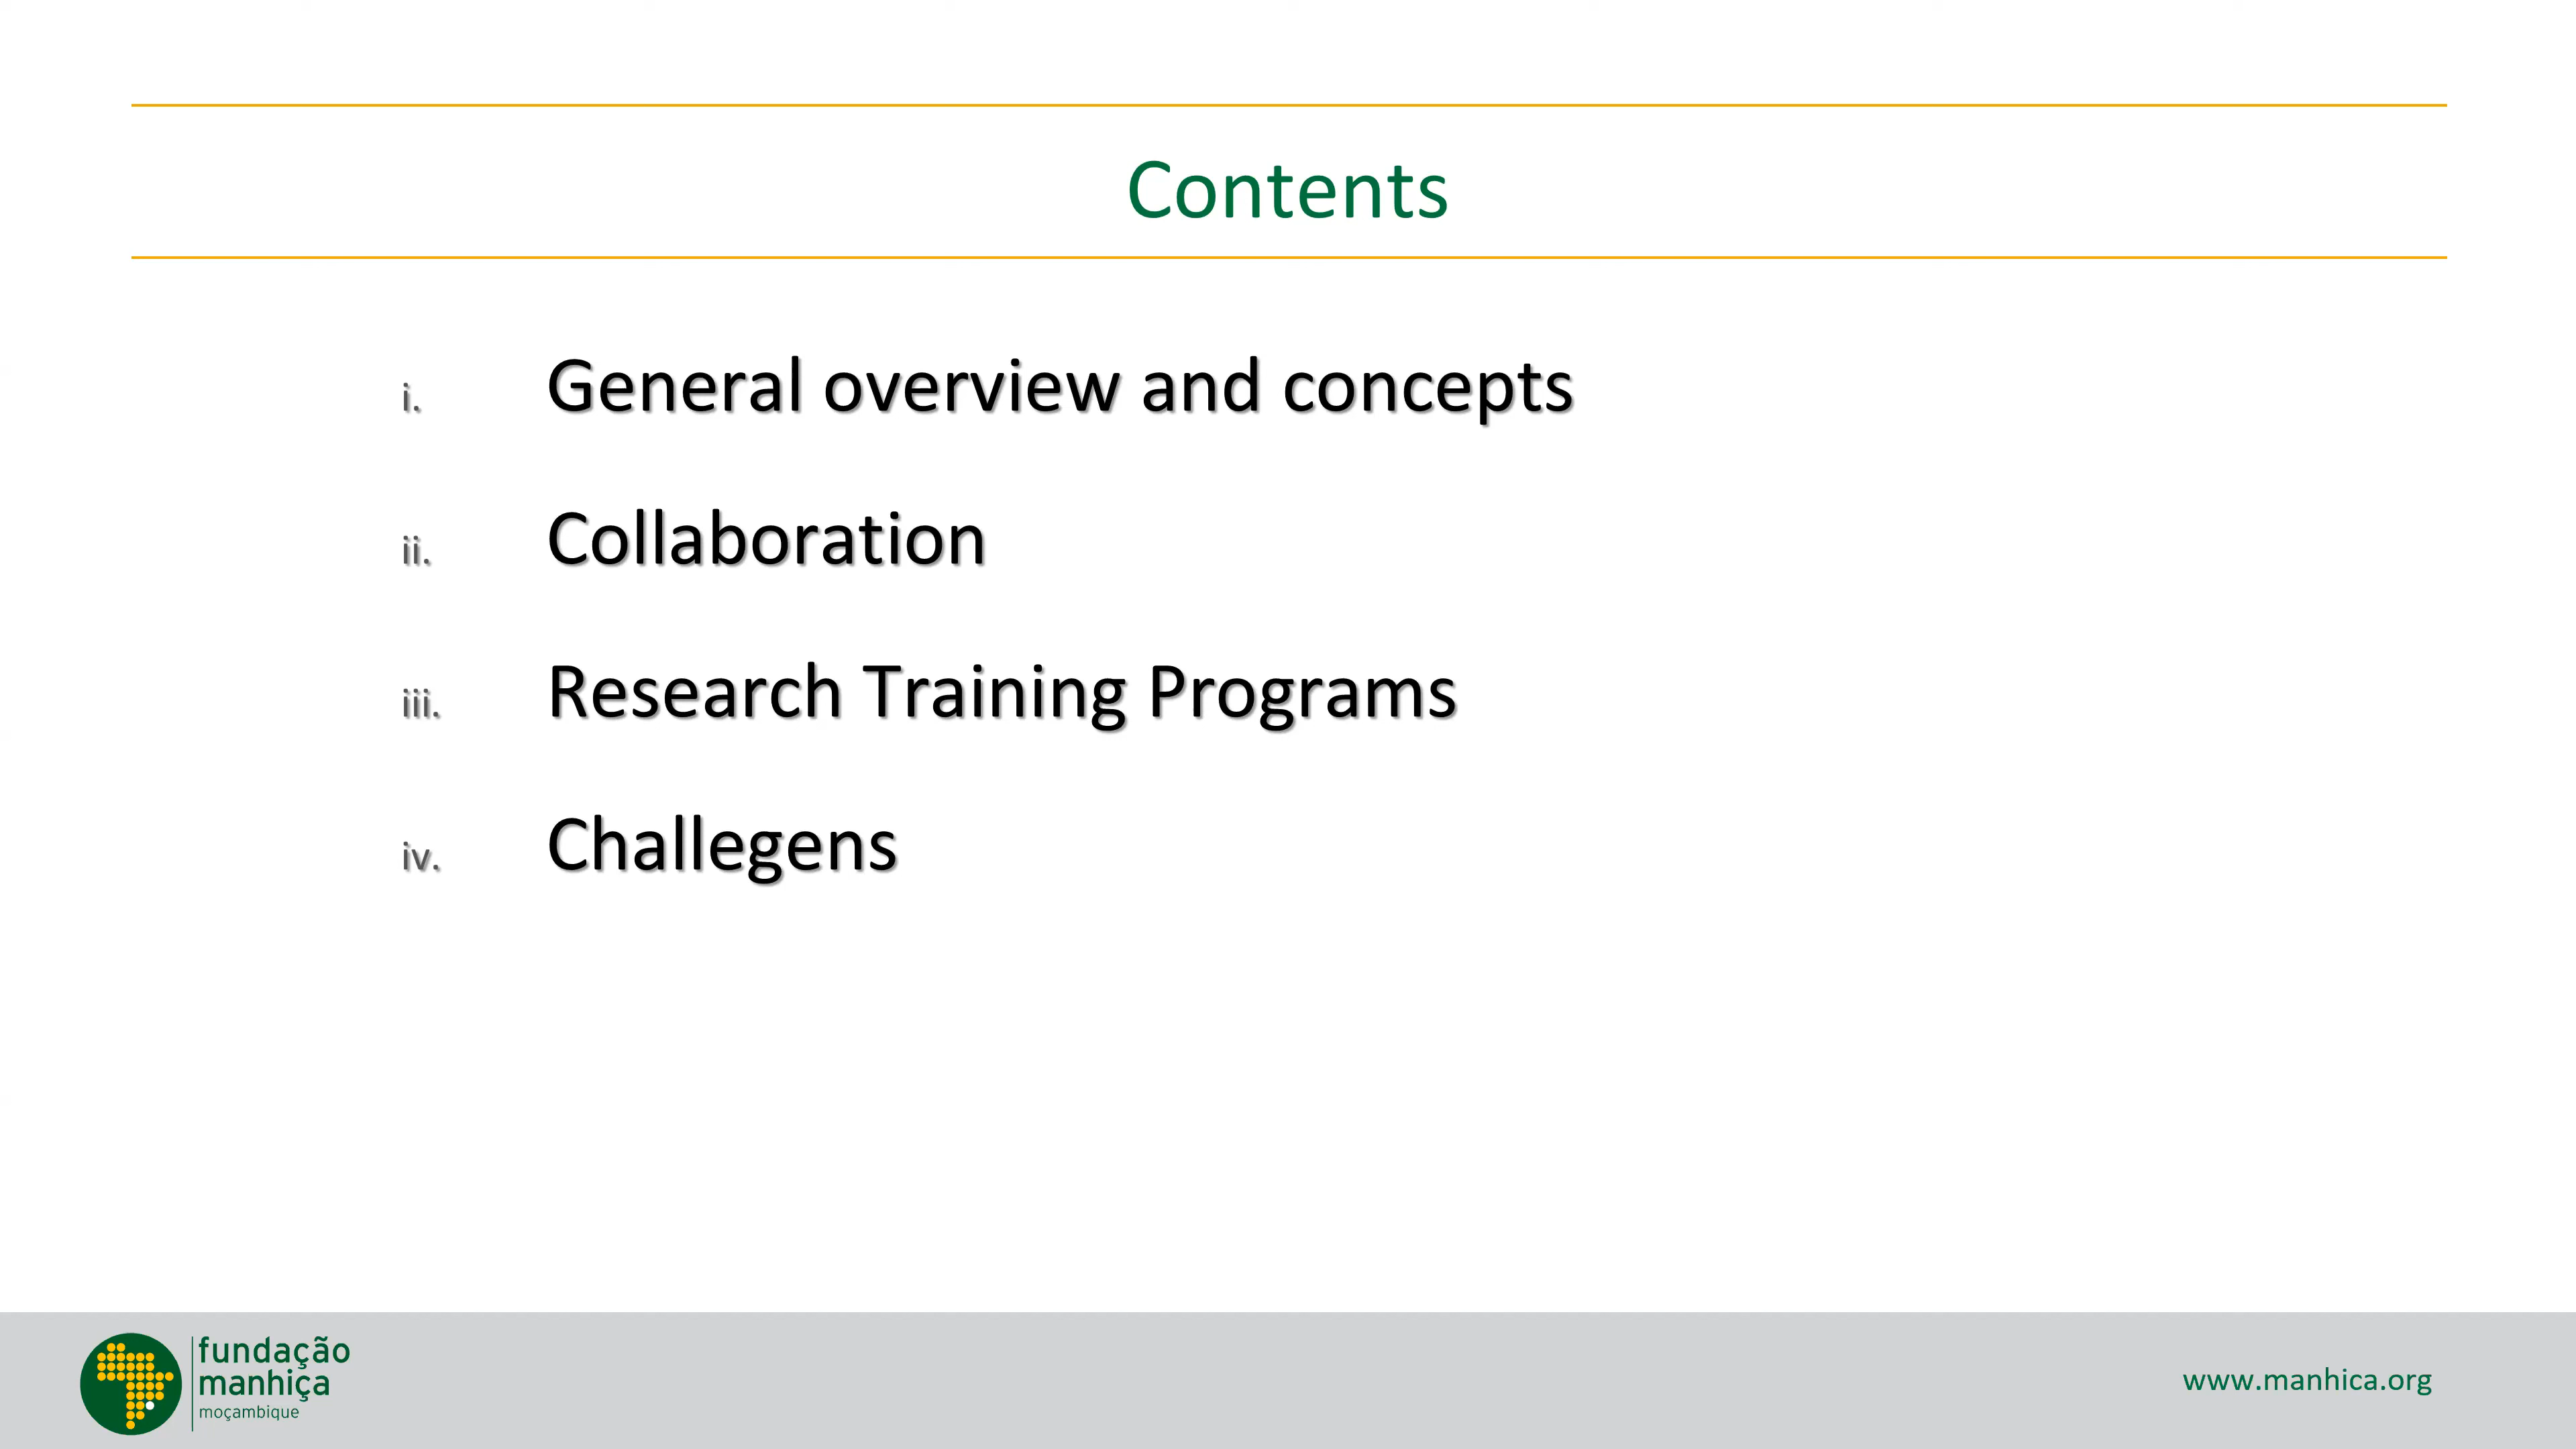 Contents
i. General overview and concepts
ii. Collaboration
iii. Research Training Programs
iv. Challegens
fundação
manhiça
moçambique
www.manhica.org